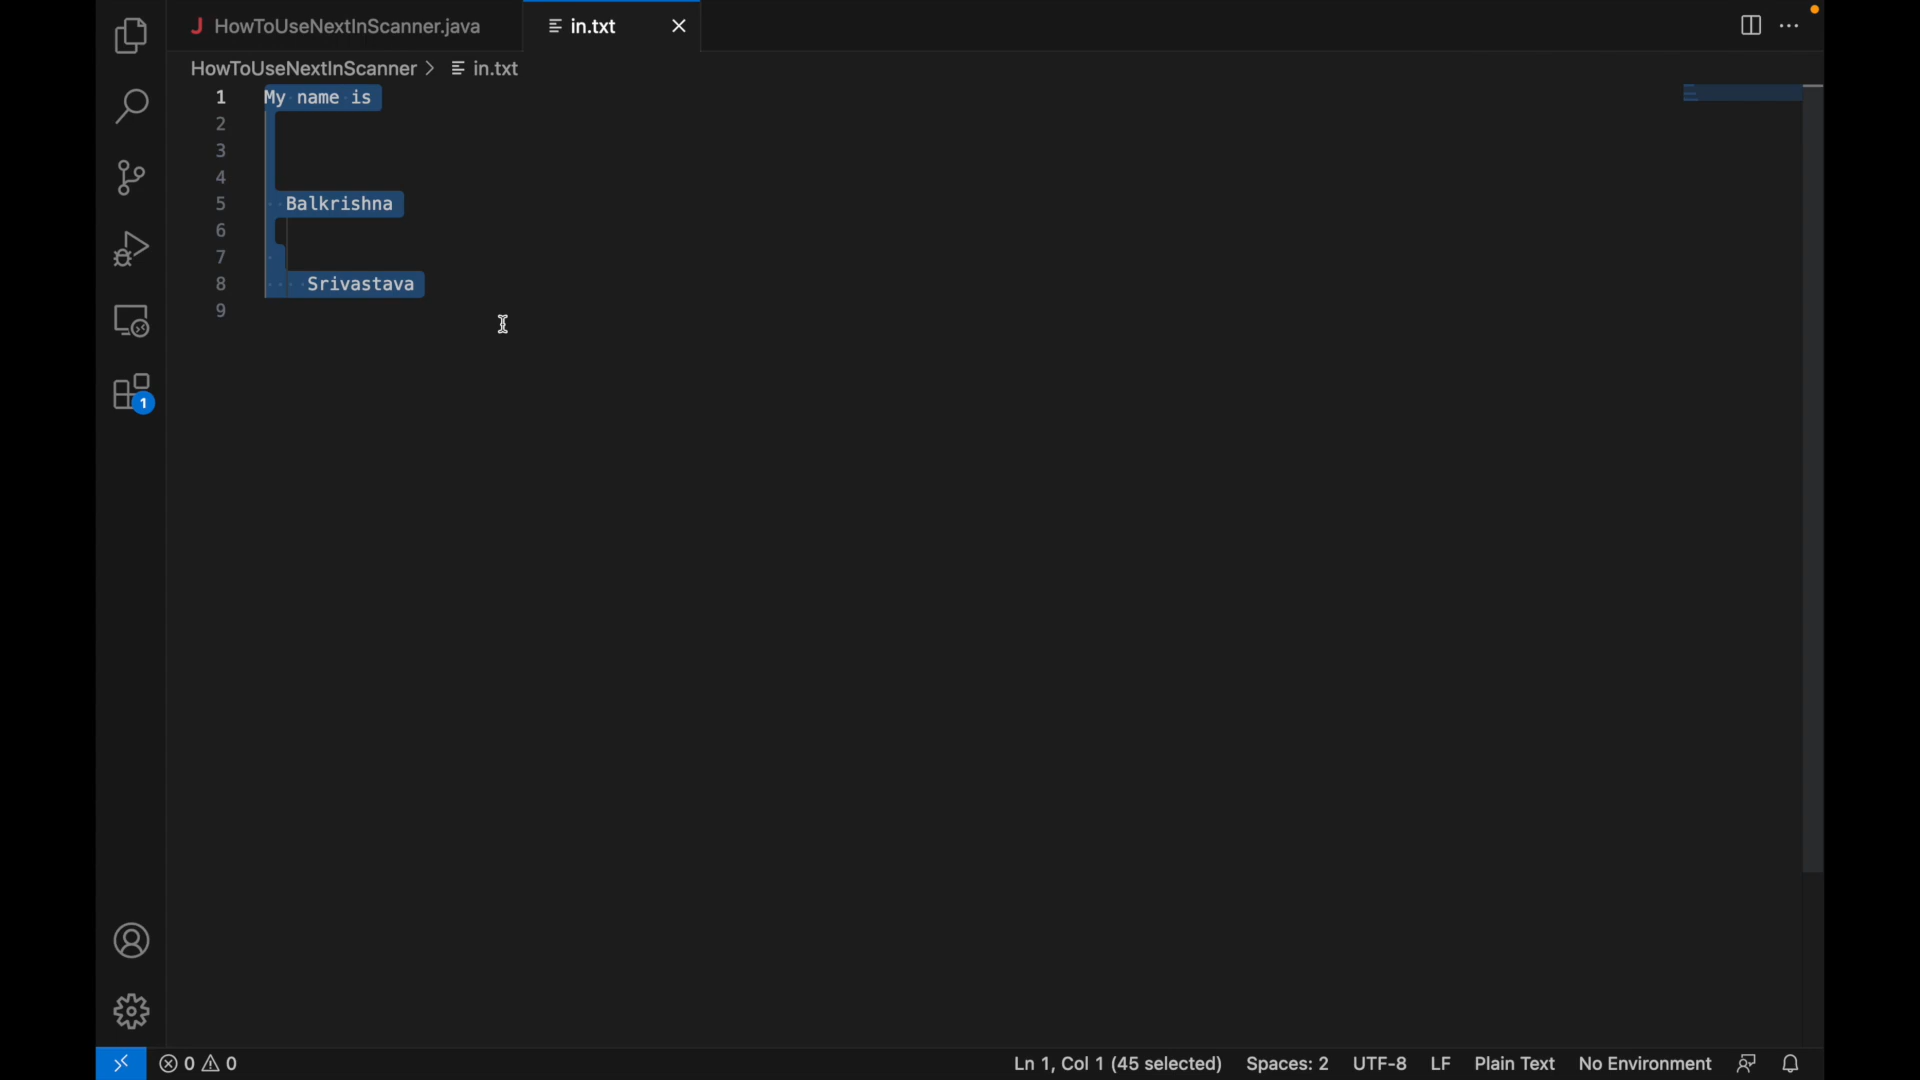 HowToUseNextInScanner.java
in.txt
HowToUseNextInScanner > in.txt
1 My name is
2
3
4
5 Balkrishna
6
7
8 Srivastava
9
1
0 0 Ln 1, Col 1 (45 selected) Spaces: 2 UTF-8 LF Plain Text No Environment